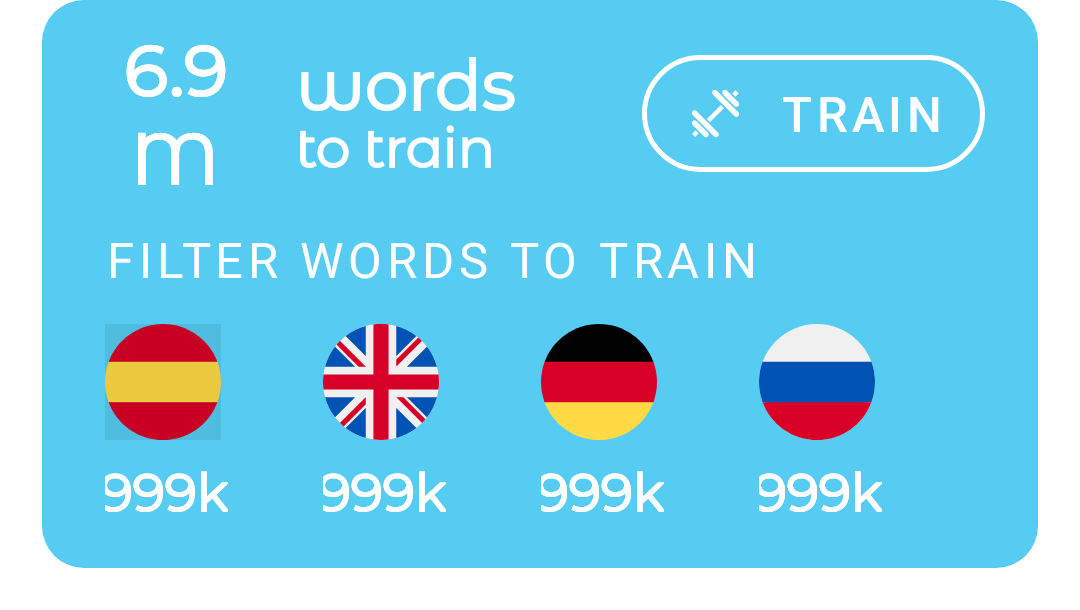 6.9
m
words
to train
TRAIN
FILTER WORDS TO TRAIN
999k
999k
999k
999k